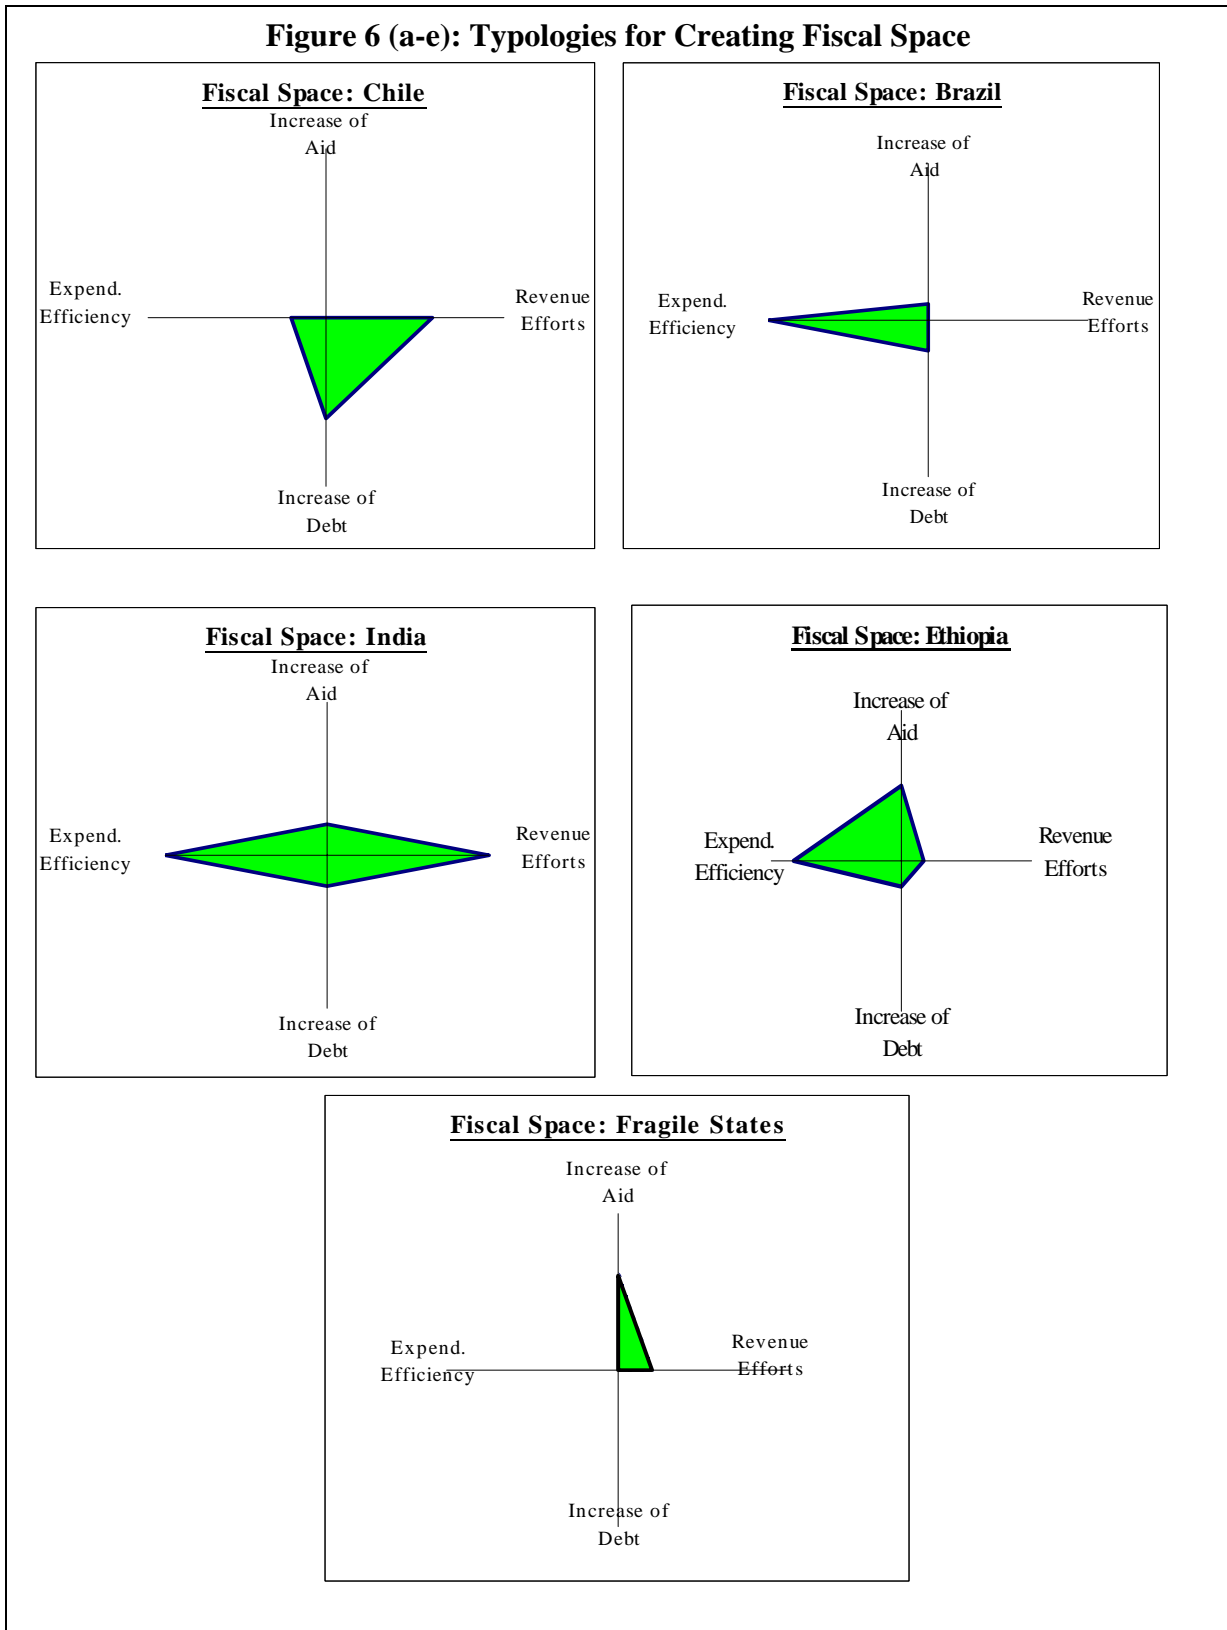 Figure 6 (a-e): Typologies for Creating Fiscal Space
Fiscal Space: Chile
Increase of
Aid
Expend.
Efficiency
Revenue
Efforts
Increase of
Debt
Fiscal Space: Brazil
Increase of
Aid
Expend.
Efficiency
Revenue
Efforts
Increase of
Debt
Fiscal Space: India
Increase of
Aid
Expend.
Efficiency
Revenue
Efforts
Increase of
Debt
Fiscal Space: Ethiopia
Increase of
Aid
Expend.
Efficiency
Revenue
Efforts
Increase of
Debt
Fiscal Space: Fragile States
Increase of
Aid
Expend.
Efficiency
Revenue
Efforts
Increase of
Debt